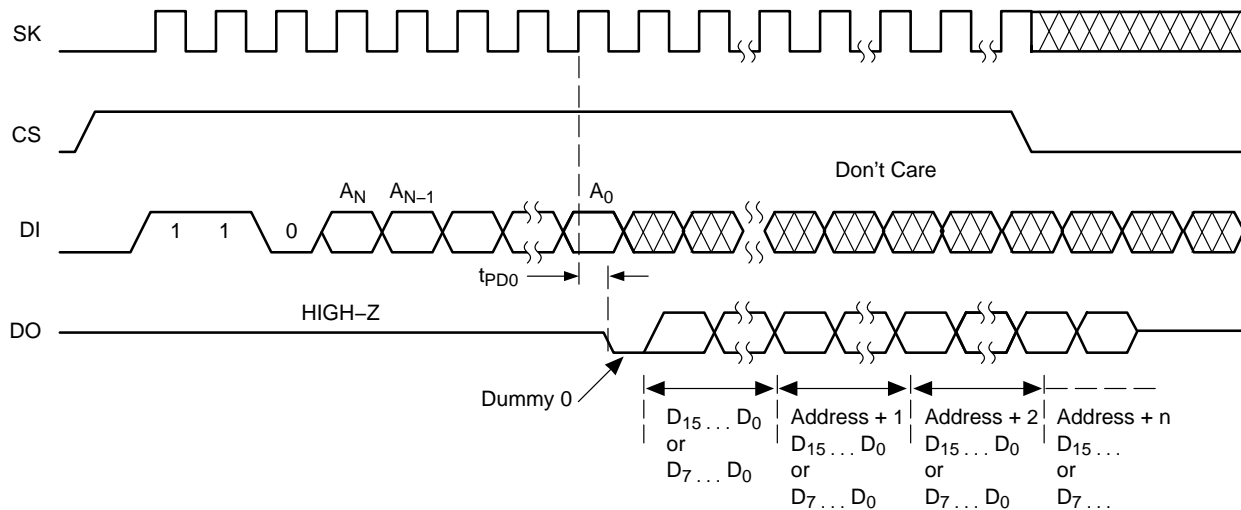 SK
CS
Don't Care
A_N A_N–1 A_0
DI
1 1 0
t_PD0
HIGH–Z
DO
Dummy 0
D_15 . . . D_0
or
D_7 . . . D_0
Address + 1
D_15 . . . D_0
or
D_7 . . . D_0
Address + 2
D_15 . . . D_0
or
D_7 . . . D_0
Address + n
D_15 . . .
or
D_7 . . .